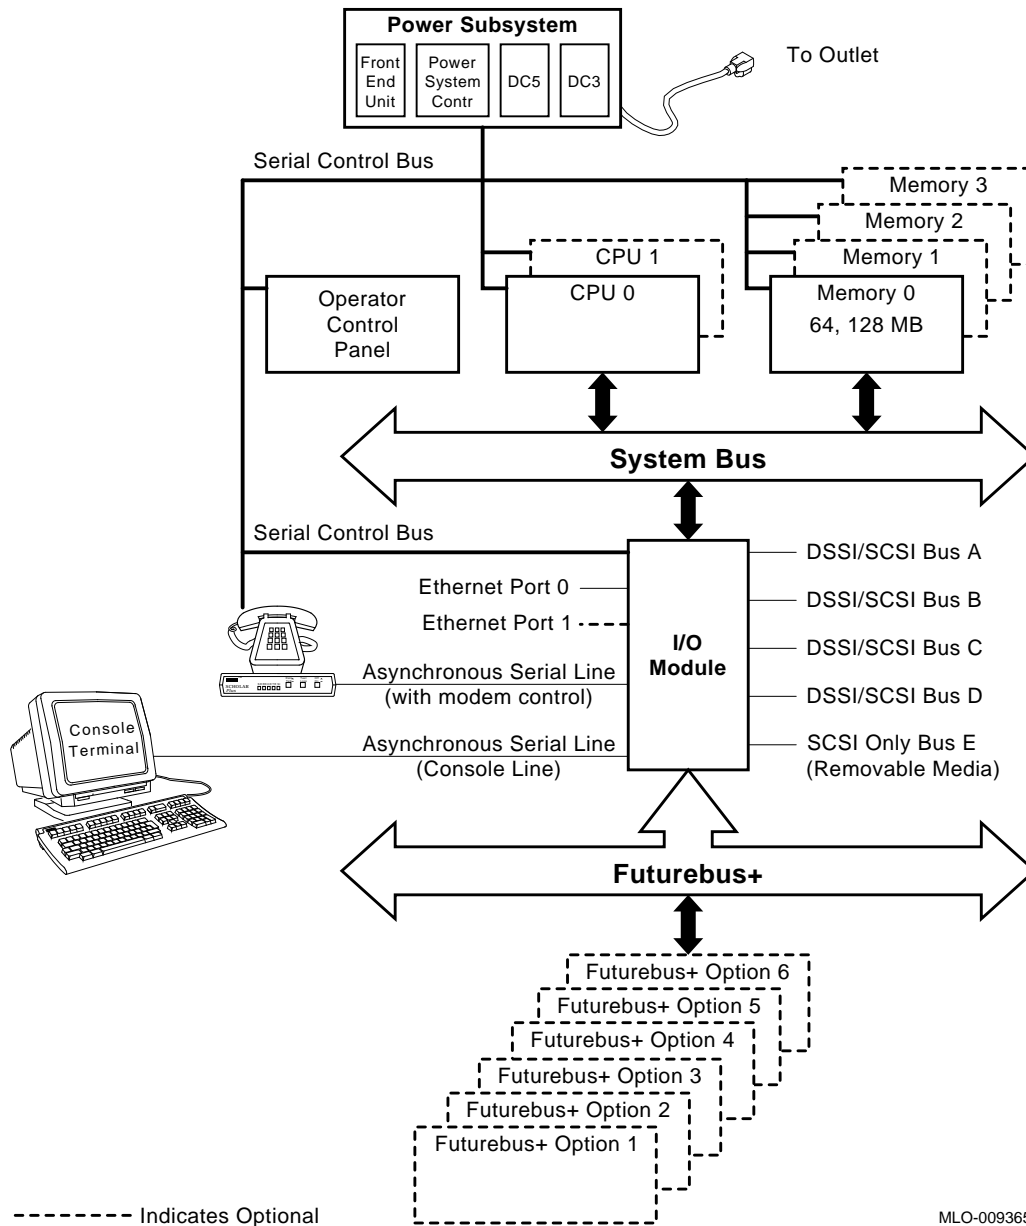 Power Subsystem
Front
End
Unit
Power
System
Contr
DC5
DC3
To Outlet
Serial Control Bus
Memory 3
Memory 2
CPU 1
Memory 1
CPU 0
Memory 0
64, 128 MB
Operator
Control
Panel
System Bus
Serial Control Bus
DSSI/SCSI Bus A
Ethernet Port 0
DSSI/SCSI Bus B
Ethernet Port 1
I/O
Module
DSSI/SCSI Bus C
Asynchronous Serial Line
(with modem control)
DSSI/SCSI Bus D
SCHOLAR
Plus
Console
Terminal
Asynchronous Serial Line
(Console Line)
SCSI Only Bus E
(Removable Media)
Futurebus+
Futurebus+ Option 6
Futurebus+ Option 5
Futurebus+ Option 4
Futurebus+ Option 3
Futurebus+ Option 2
Futurebus+ Option 1
Indicates Optional
MLO-009365